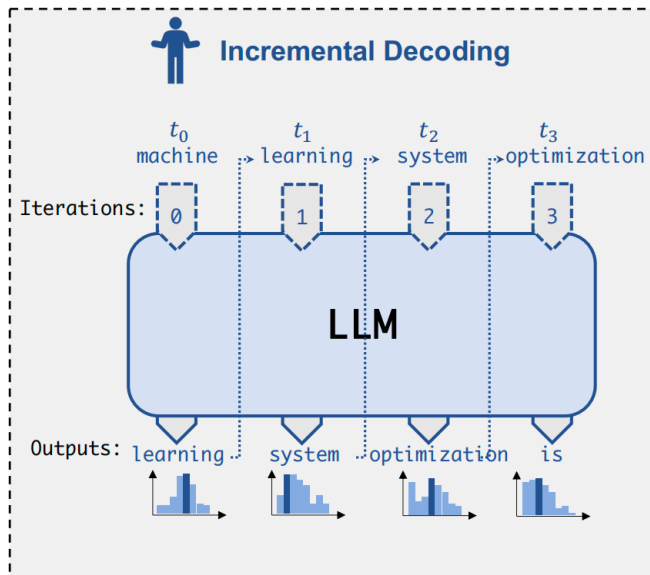 Incremental Decoding
t0 t1 t2 t3
machine learning system optimization
Iterations: 0 1 2 3
LLM
Outputs: learning system optimization is